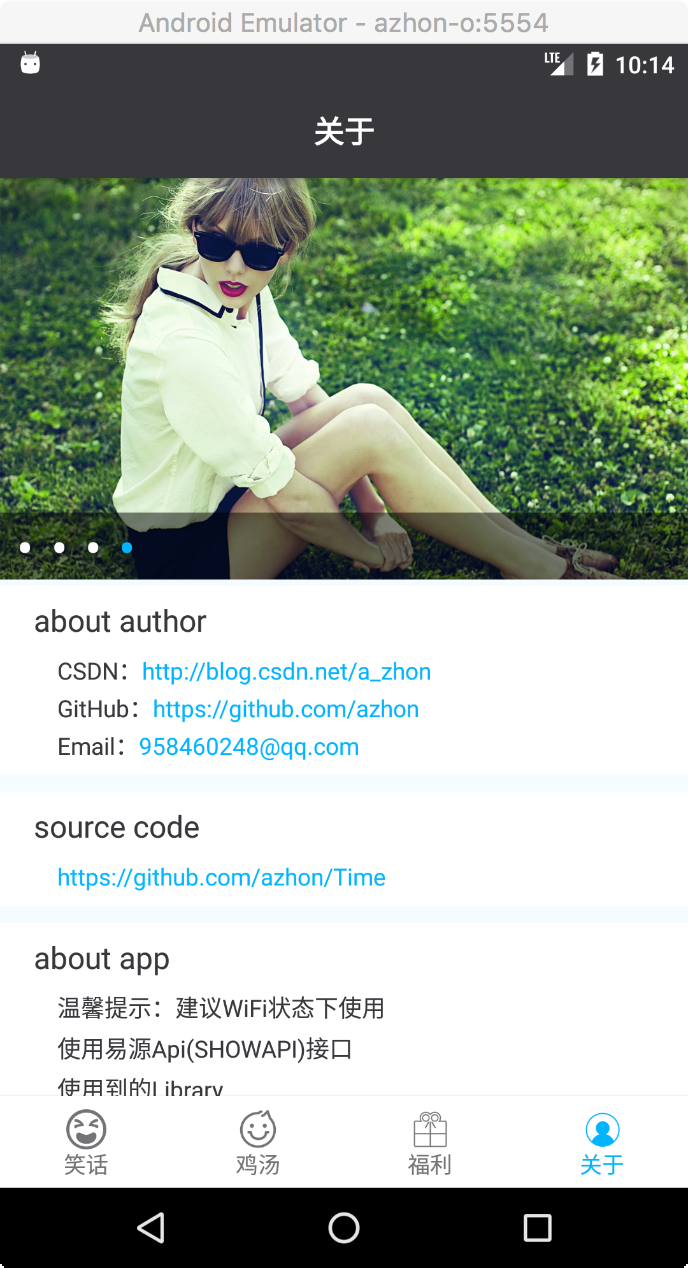 Android Emulator - azhon-o:5554
LTE 10:14
关于
about author
CSDN：http://blog.csdn.net/a_zhon
GitHub：https://github.com/azhon
Email：958460248@qq.com
source code
https://github.com/azhon/Time
about app
温馨提示：建议WiFi状态下使用
使用易源Api(SHOWAPI)接口
使用到的Library
笑话 鸡汤 福利 关于